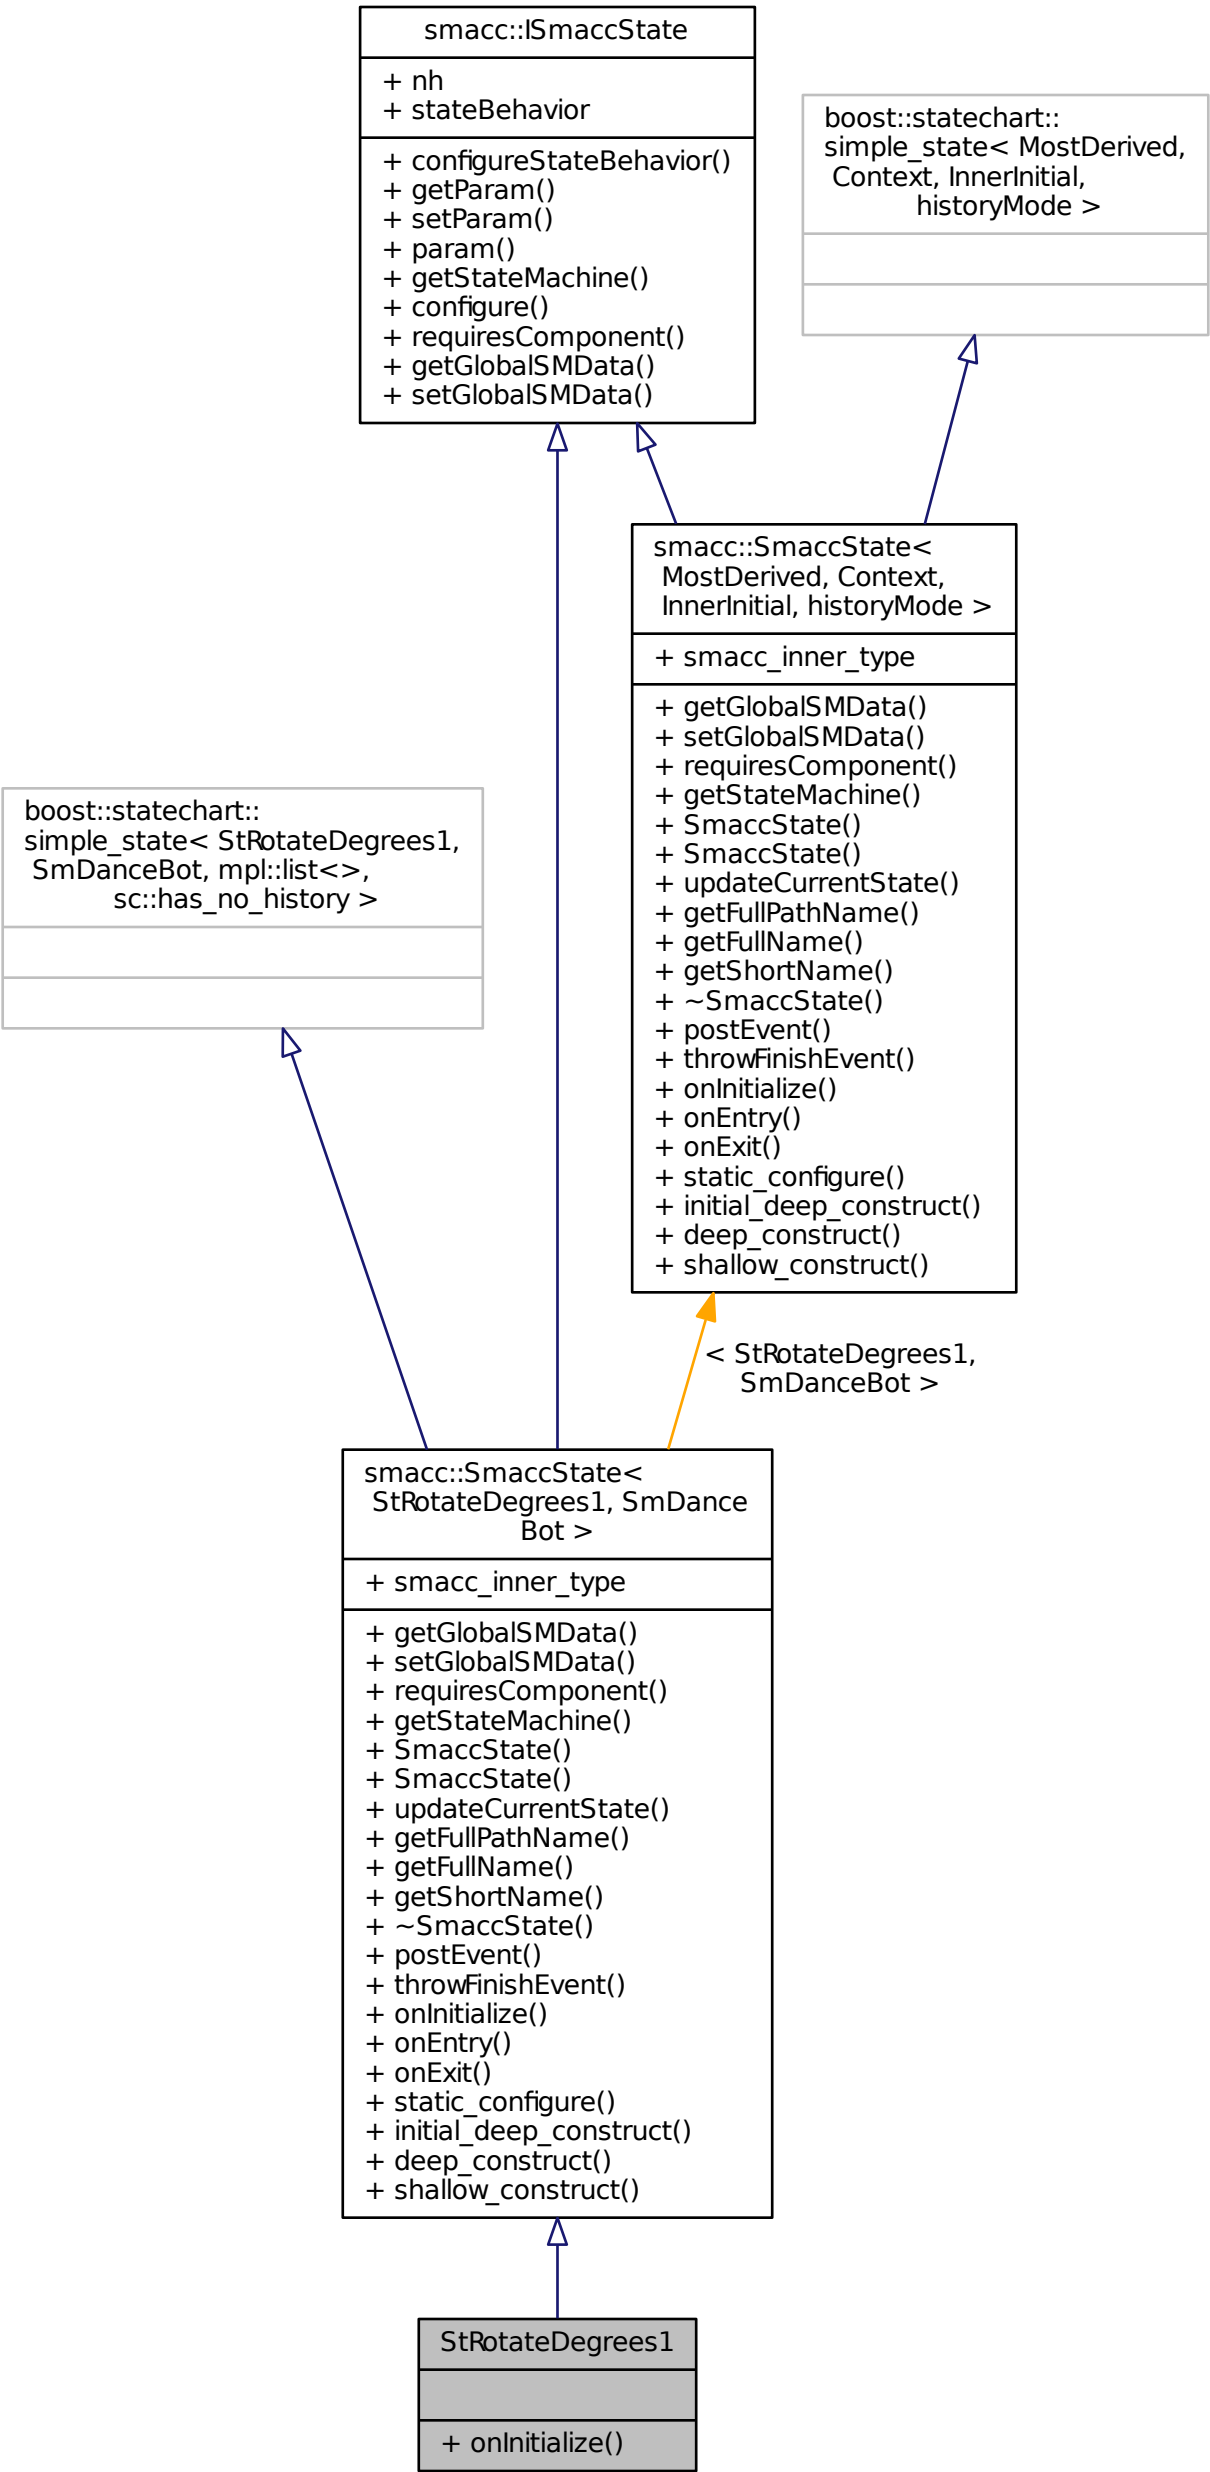 smacc::ISmaccState
+ nh
+ stateBehavior
+ configureStateBehavior()
+ getParam()
+ setParam()
+ param()
+ getStateMachine()
+ configure()
+ requiresComponent()
+ getGlobalSMData()
+ setGlobalSMData()
boost::statechart::
simple_state< MostDerived,
Context, InnerInitial,
historyMode >
smacc::SmaccState<
MostDerived, Context,
InnerInitial, historyMode >
+ smacc_inner_type
+ getGlobalSMData()
+ setGlobalSMData()
+ requiresComponent()
+ getStateMachine()
+ SmaccState()
+ SmaccState()
+ updateCurrentState()
+ getFullPathName()
+ getFullName()
+ getShortName()
+ ~SmaccState()
+ postEvent()
+ throwFinishEvent()
+ onInitialize()
+ onEntry()
+ onExit()
+ static_configure()
+ initial_deep_construct()
+ deep_construct()
+ shallow_construct()
boost::statechart::
simple_state< StRotateDegrees1,
SmDanceBot, mpl::list<>,
sc::has_no_history >
< StRotateDegrees1,
SmDanceBot >
smacc::SmaccState<
StRotateDegrees1, SmDance
Bot >
+ smacc_inner_type
+ getGlobalSMData()
+ setGlobalSMData()
+ requiresComponent()
+ getStateMachine()
+ SmaccState()
+ SmaccState()
+ updateCurrentState()
+ getFullPathName()
+ getFullName()
+ getShortName()
+ ~SmaccState()
+ postEvent()
+ throwFinishEvent()
+ onInitialize()
+ onEntry()
+ onExit()
+ static_configure()
+ initial_deep_construct()
+ deep_construct()
+ shallow_construct()
StRotateDegrees1
+ onInitialize()